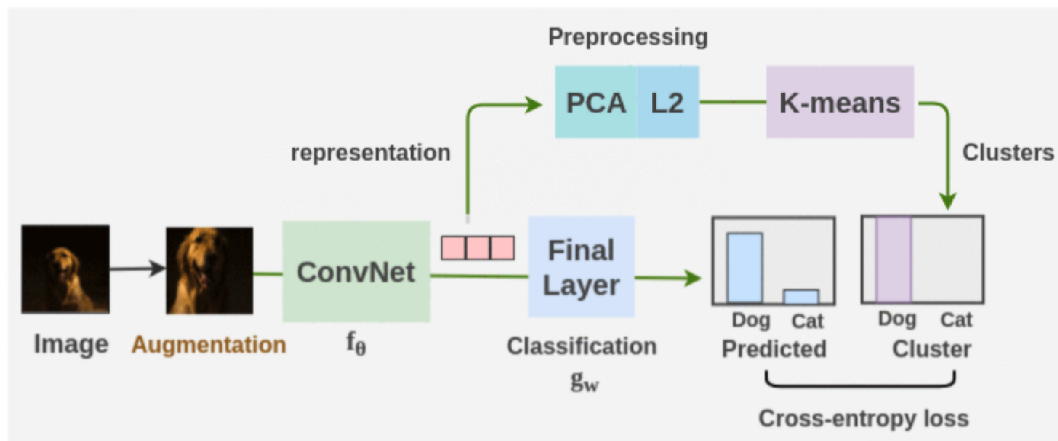 Preprocessing
PCA L2
K-means
representation
Clusters
ConvNet
Final
Layer
Dog Cat
Dog Cat
Image
Augmentation
fθ
Classification
gw
Predicted
Cluster
Cross-entropy loss